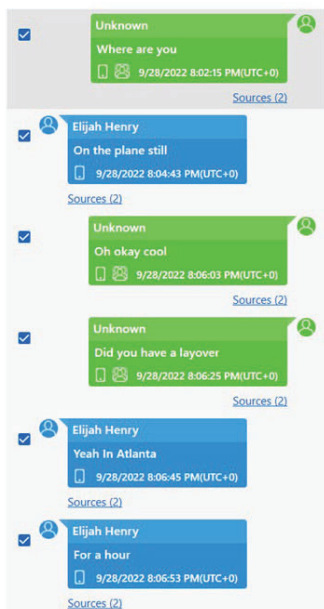 Unknown
Where are you
9/28/2022 8:02:15 PM(UTC+0)
Sources (2)
Elijah Henry
On the plane still
9/28/2022 8:04:43 PM(UTC+0)
Sources (2)
Unknown
Oh okay cool
9/28/2022 8:06:03 PM(UTC+0)
Sources (2)
Unknown
Did you have a layover
9/28/2022 8:06:25 PM(UTC+0)
Sources (2)
Elijah Henry
Yeah In Atlanta
9/28/2022 8:06:45 PM(UTC+0)
Sources (2)
Elijah Henry
For a hour
9/28/2022 8:06:53 PM(UTC+0)
Sources (2)